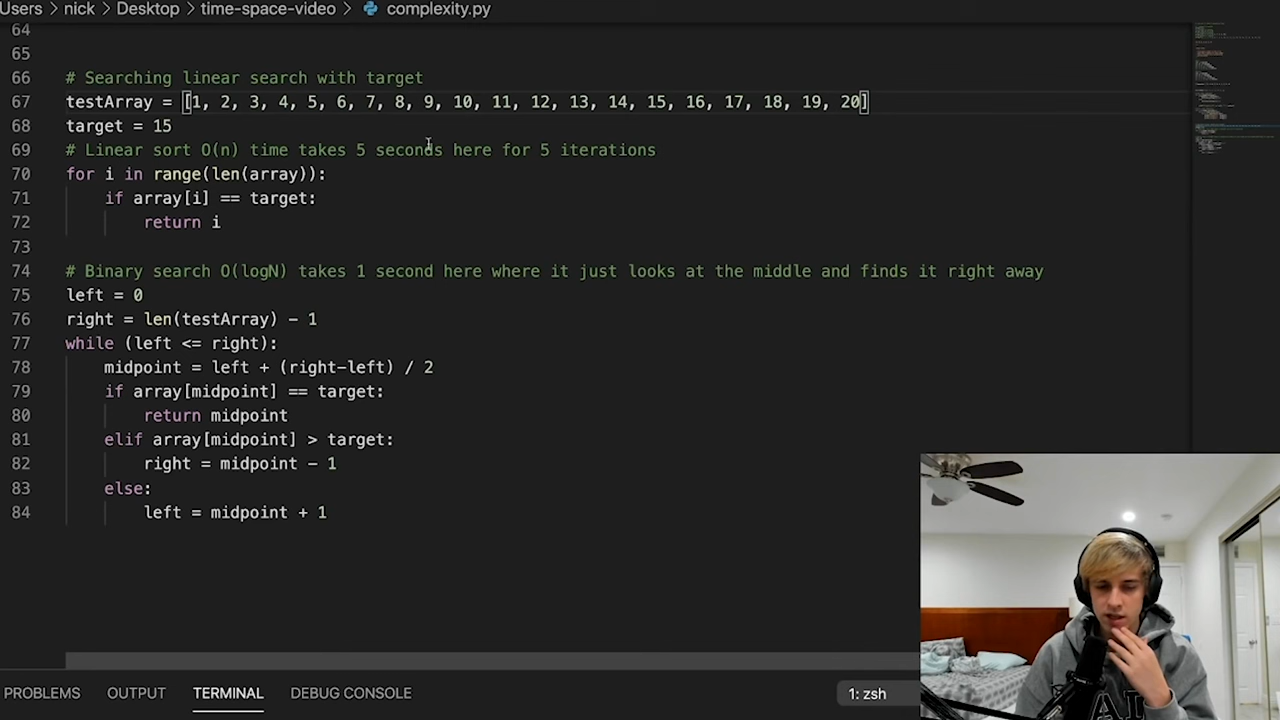 Users > nick > Desktop > time-space-video > complexity.py
64
65
66 # Searching linear search with target
67 testArray = [1, 2, 3, 4, 5, 6, 7, 8, 9, 10, 11, 12, 13, 14, 15, 16, 17, 18, 19, 20]
68 target = 15
69 # Linear sort O(n) time takes 5 seconds here for 5 iterations
70 for i in range(len(array)):
71 if array[i] == target:
72 return i
73
74 # Binary search O(logN) takes 1 second here where it just looks at the middle and finds it right away
75 left = 0
76 right = len(testArray) - 1
77 while (left <= right):
78 midpoint = left + (right-left) / 2
79 if array[midpoint] == target:
80 return midpoint
81 elif array[midpoint] > target:
82 right = midpoint - 1
83 else:
84 left = midpoint + 1
PROBLEMS OUTPUT TERMINAL DEBUG CONSOLE 1: zsh